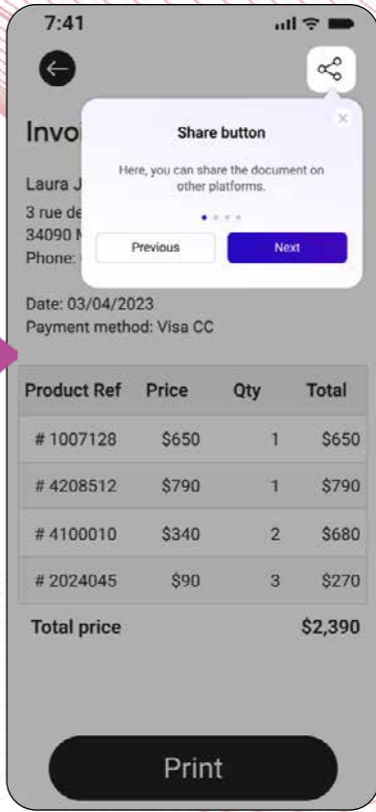 7:41
Share button
Here, you can share the document on
other platforms.
Previous
Next
Invoi
Laura J
3 rue de
34090
Phone:
Date: 03/04/2023
Payment method: Visa CC
Product Ref Price Qty Total
# 1007128 $650 1 $650
# 4208512 $790 1 $790
# 4100010 $340 2 $680
# 2024045 $90 3 $270
Total price $2,390
Print